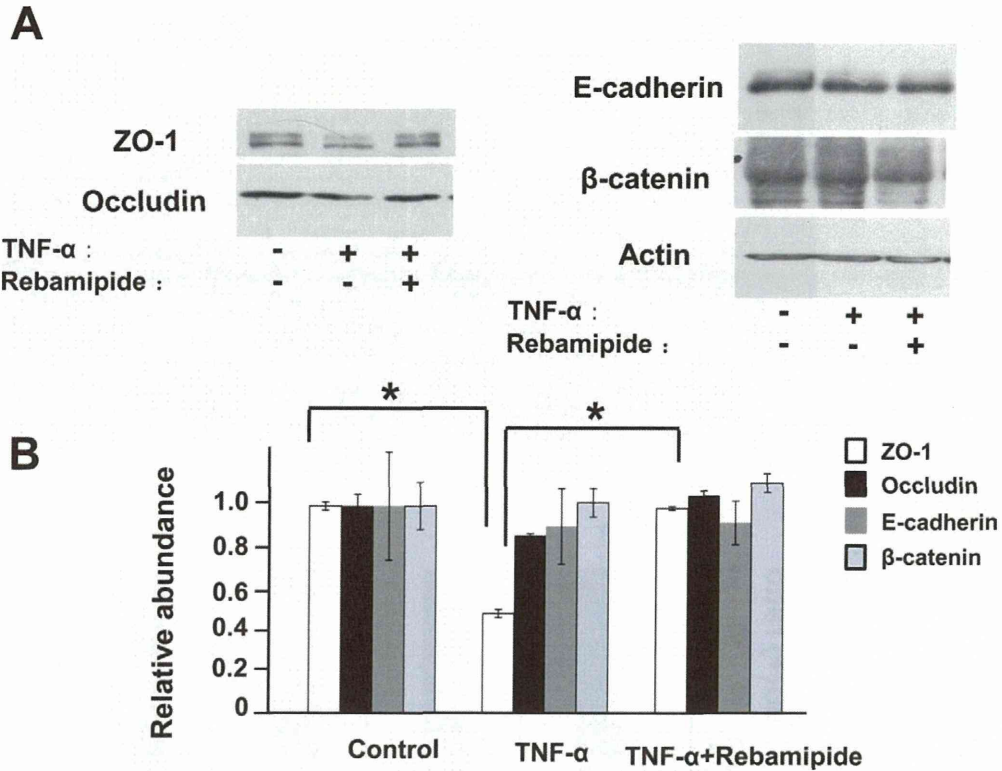 A
ZO-1
Occludin
TNF-α : - + +
Rebamipide : - - +
E-cadherin
β-catenin
Actin
TNF-α : - + +
Rebamipide : - - +
B
* *
Relative abundance
1.0
0.8
0.6
0.4
0.2
0
Control TNF-α TNF-α+Rebamipide
ZO-1
Occludin
E-cadherin
β-catenin